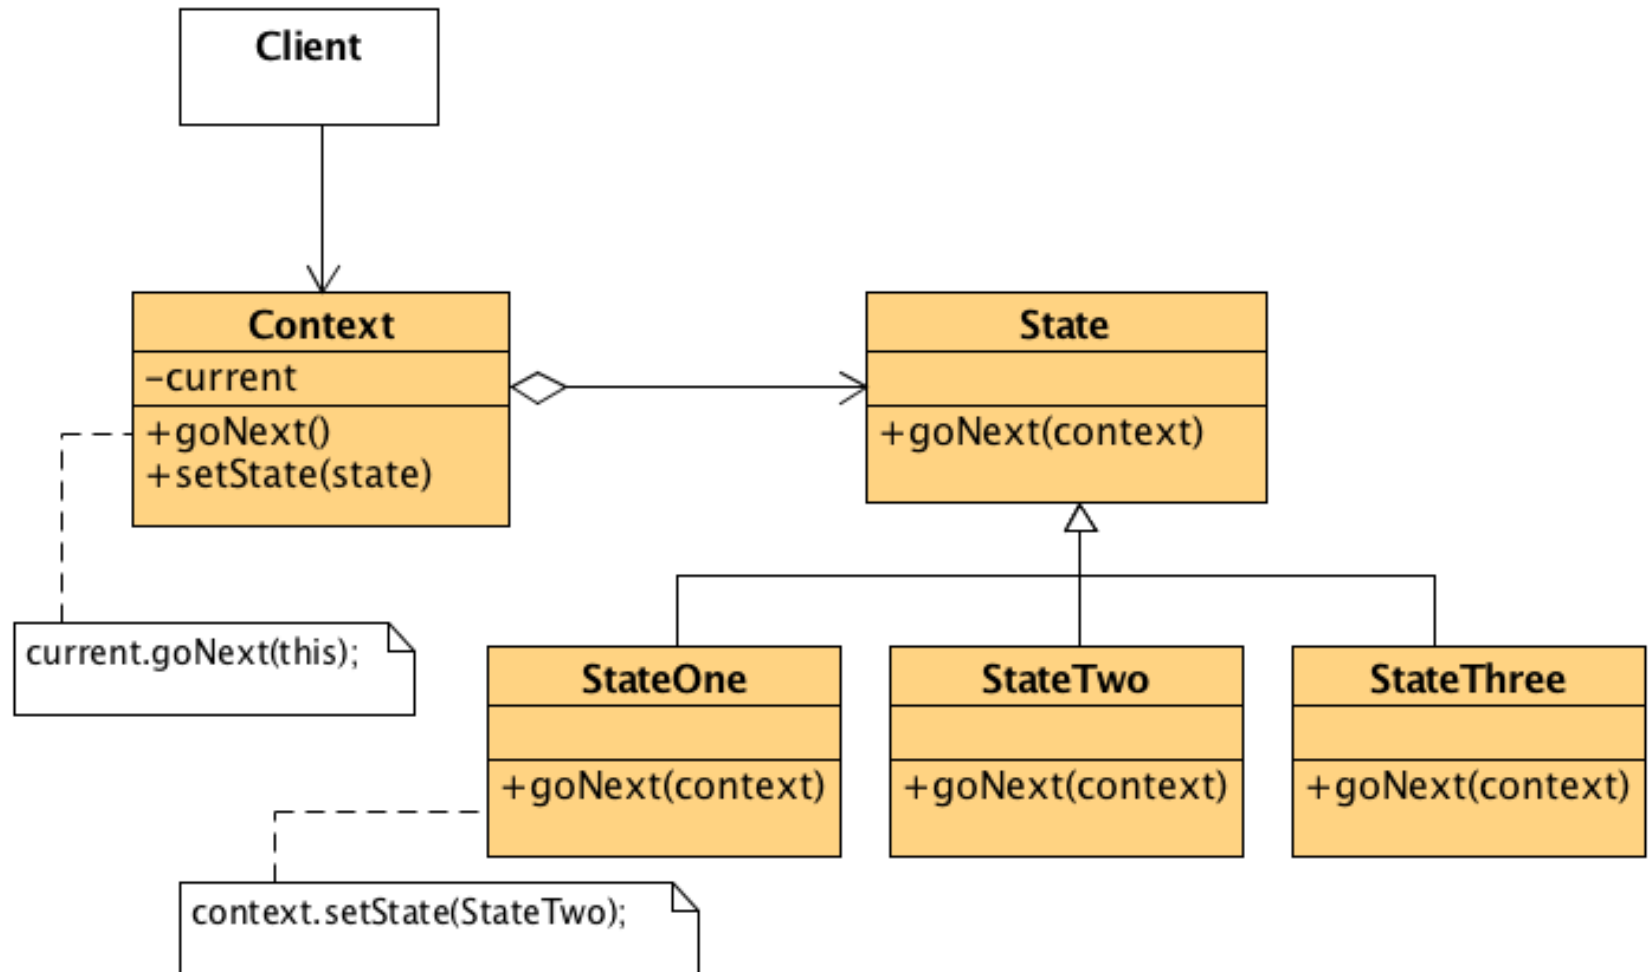 Client
Context
–current
+goNext()
+setState(state)
State
+goNext(context)
current.goNext(this);
StateOne
+goNext(context)
StateTwo
+goNext(context)
StateThree
+goNext(context)
context.setState(StateTwo);